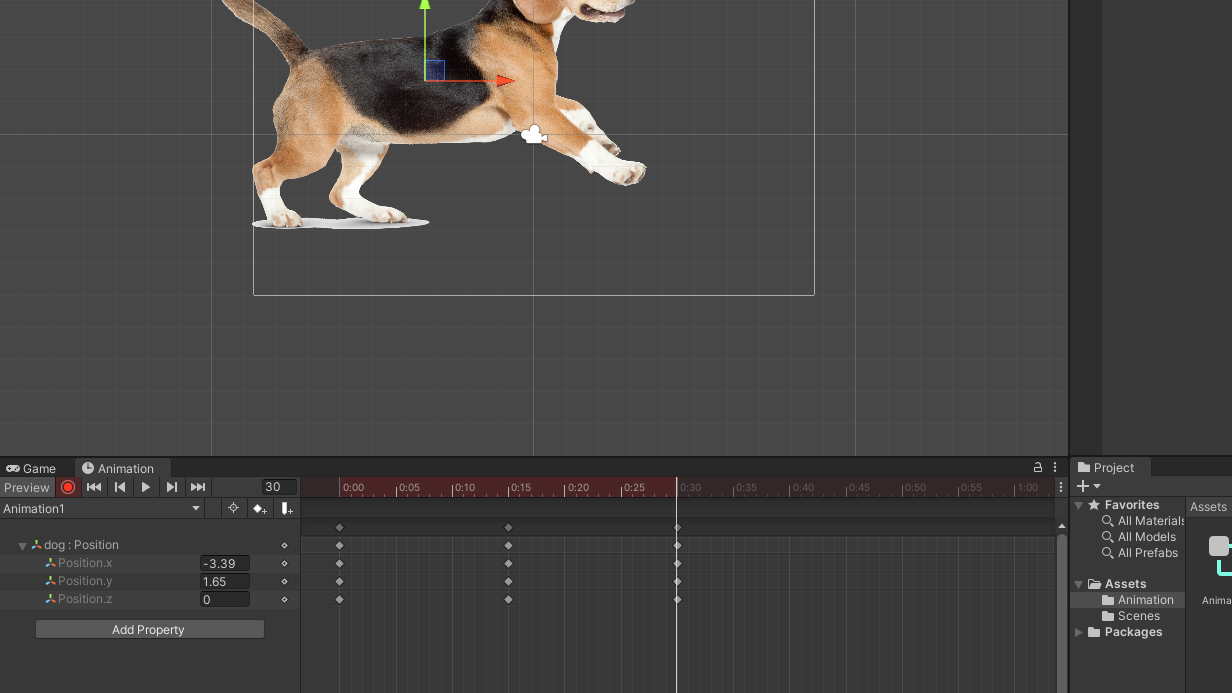 Game
Animation
Project
Preview
30
0:00 0:05 0:10 0:15 0:20 0:25 0:30 0:35 0:40 0:45 0:50 0:55 1:00
Animation1
Favorites
Assets
All Materials
All Models
All Prefabs
dog : Position
Position.x -3.39
Position.y 1.65
Position.z 0
Add Property
Assets
Animation
Anima
Scenes
Packages